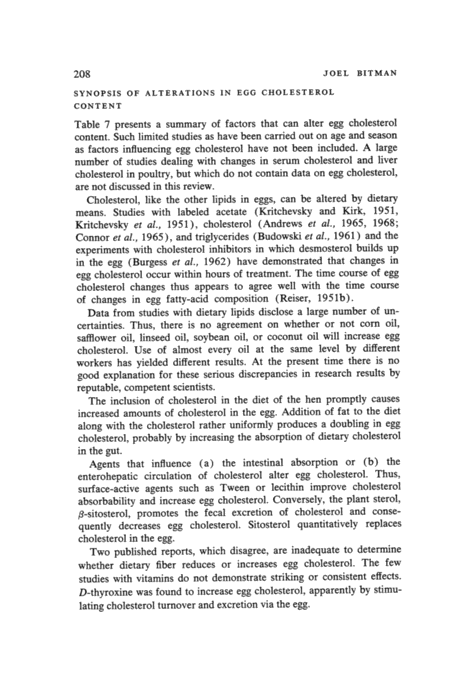 208 JOEL BITMAN
SYNOPSIS OF ALTERATIONS IN EGG CHOLESTEROL
CONTENT
Table 7 presents a summary of factors that can alter egg cholesterol
content. Such limited studies as have been carried out on age and season
as factors influencing egg cholesterol have not been included. A large
number of studies dealing with changes in serum cholesterol and liver
cholesterol in poultry, but which do not contain data on egg cholesterol,
are not discussed in this review.
Cholesterol, like the other lipids in eggs, can be altered by dietary
means. Studies with labeled acetate (Kritchevsky and Kirk, 1951,
Kritchevsky et al., 1951), cholesterol (Andrews et al., 1965, 1968;
Connor et al., 1965), and triglycerides (Budowski et al., 1961) and the
experiments with cholesterol inhibitors in which desmosterol builds up
in the egg (Burgess et al., 1962) have demonstrated that changes in
egg cholesterol occur within hours of treatment. The time course of egg
cholesterol changes thus appears to agree well with the time course
of changes in egg fatty-acid composition (Reiser, 1951b).
Data from studies with dietary lipids disclose a large number of un-
certainties. Thus, there is no agreement on whether or not corn oil,
safflower oil, linseed oil, soybean oil, or coconut oil will increase egg
cholesterol. Use of almost every oil at the same level by different
workers has yielded different results. At the present time there is no
good explanation for these serious discrepancies in research results by
reputable, competent scientists.
The inclusion of cholesterol in the diet of the hen promptly causes
increased amounts of cholesterol in the egg. Addition of fat to the diet
along with the cholesterol rather uniformly produces a doubling in egg
cholesterol, probably by increasing the absorption of dietary cholesterol
in the gut.
Agents that influence (a) the intestinal absorption or (b) the
enterohepatic circulation of cholesterol alter egg cholesterol. Thus,
surface-active agents such as Tween or lecithin improve cholesterol
absorbability and increase egg cholesterol. Conversely, the plant sterol,
β-sitosterol, promotes the fecal excretion of cholesterol and conse-
quently decreases egg cholesterol. Sitosterol quantitatively replaces
cholesterol in the egg.
Two published reports, which disagree, are inadequate to determine
whether dietary fiber reduces or increases egg cholesterol. The few
studies with vitamins do not demonstrate striking or consistent effects.
D-thyroxine was found to increase egg cholesterol, apparently by stimu-
lating cholesterol turnover and excretion via the egg.